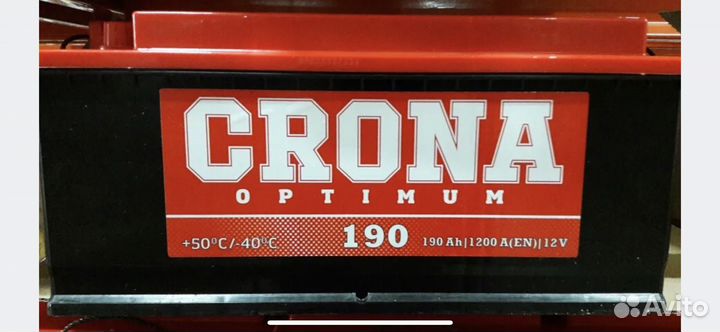 CRONA
OPTIMUM
+50°C/-40°C 190 190 Ah|1200 A(EN)|12V
Avito